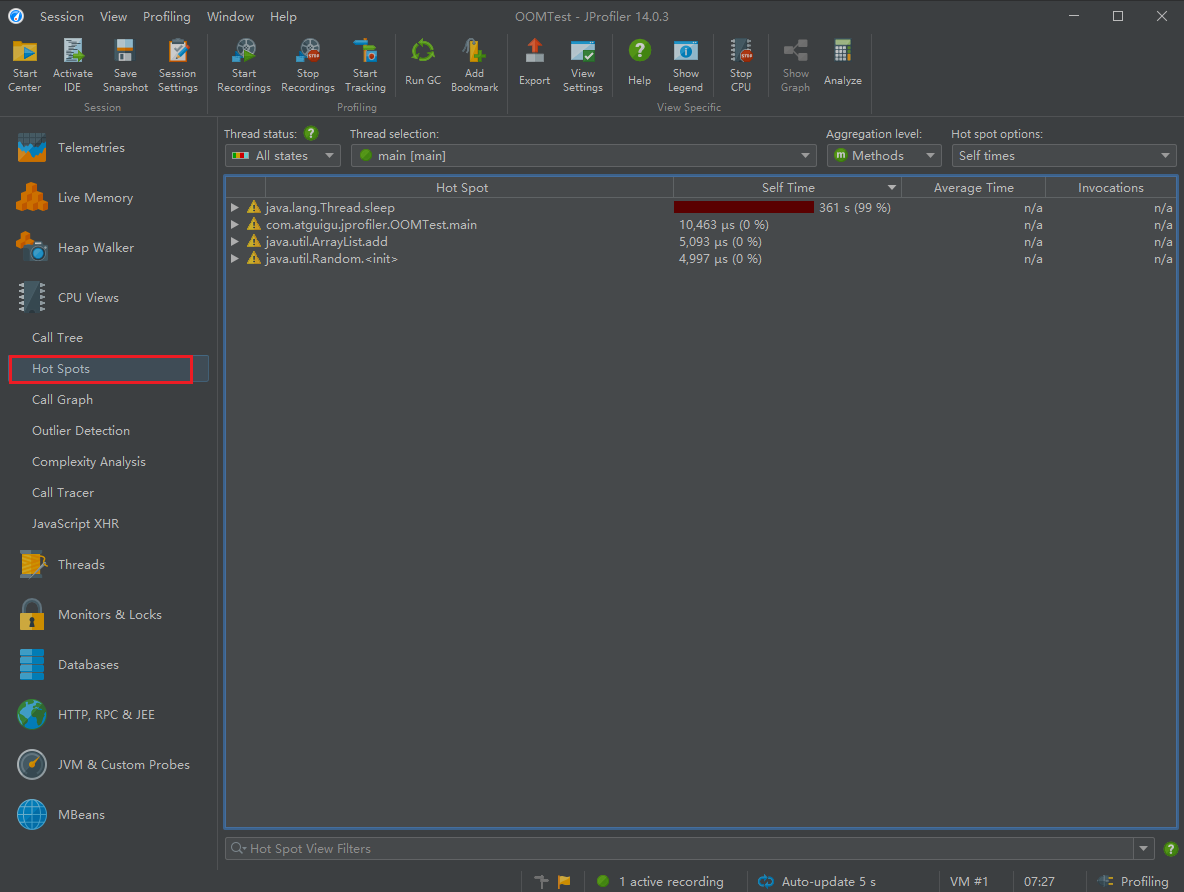 Session View Profiling Window Help OOMTest - JProfiler 14.0.3
Start Center
Activate IDE
Save Snapshot
Session Settings
Start Recordings
Stop Recordings
Start Tracking
Run GC
Add Bookmark
Export
View Settings
Help
Show Legend
Stop CPU
Show Graph
Analyze
Session Profiling View Specific
Telemetries
Live Memory
Heap Walker
CPU Views
Call Tree
Hot Spots
Call Graph
Outlier Detection
Complexity Analysis
Call Tracer
JavaScript XHR
Threads
Monitors & Locks
Databases
HTTP, RPC & JEE
JVM & Custom Probes
MBeans
Thread status: ? Thread selection: Aggregation level: Hot spot options:
All states main [main] m Methods Self times
Hot Spot Self Time Average Time Invocations
java.lang.Thread.sleep 361 s (99 %) n/a n/a
com.atguigu.jprofiler.OOMTest.main 10,463 µs (0 %) n/a n/a
java.util.ArrayList.add 5,093 µs (0 %) n/a n/a
java.util.Random.<init> 4,997 µs (0 %) n/a n/a
Hot Spot View Filters ?
1 active recording Auto-update 5 s VM #1 07:27 Profiling